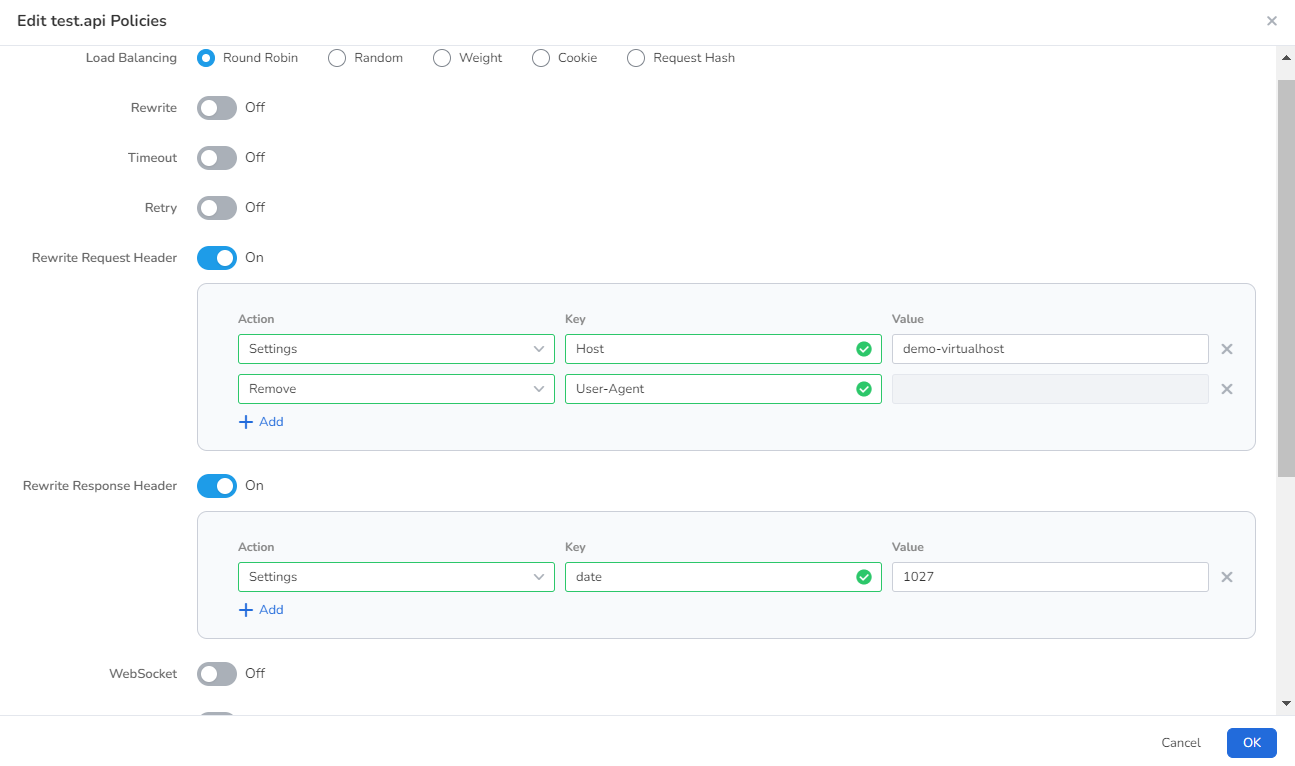 Edit test.api Policies
Load Balancing Round Robin Random Weight Cookie Request Hash
Rewrite Off
Timeout Off
Retry Off
Rewrite Request Header On
Action Key Value
Settings Host demo-virtualhost
Remove User-Agent
Add
Rewrite Response Header On
Action Key Value
Settings date 1027
Add
WebSocket Off
Cancel OK